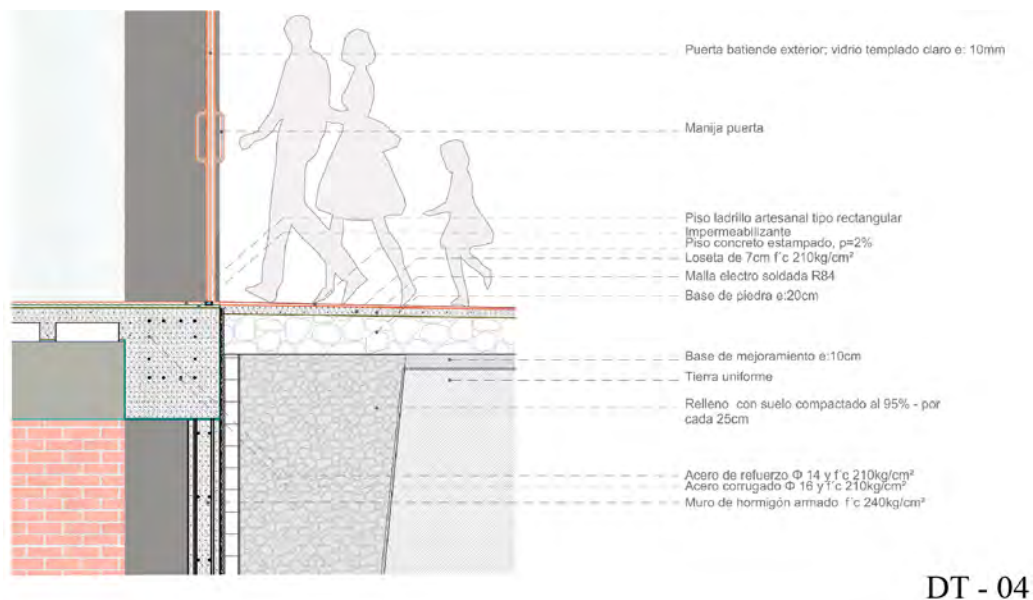 Puerta batiende exterior; vidrio templado claro e: 10mm
Manija puerta
Piso ladrillo artesanal tipo rectangular
Impermeabilizante
Piso concreto estampado, p=2%
Loseta de 7cm f´c 210kg/cm²
Malla electro soldada R84
Base de piedra e:20cm
Base de mejoramiento e:10cm
Tierra uniforme
Relleno con suelo compactado al 95% - por
cada 25cm
Acero de refuerzo Φ 14 y f´c 210kg/cm²
Acero corrugado Φ 16 y f´c 210kg/cm²
Muro de hormigón armado f´c 240kg/cm²
DT - 04